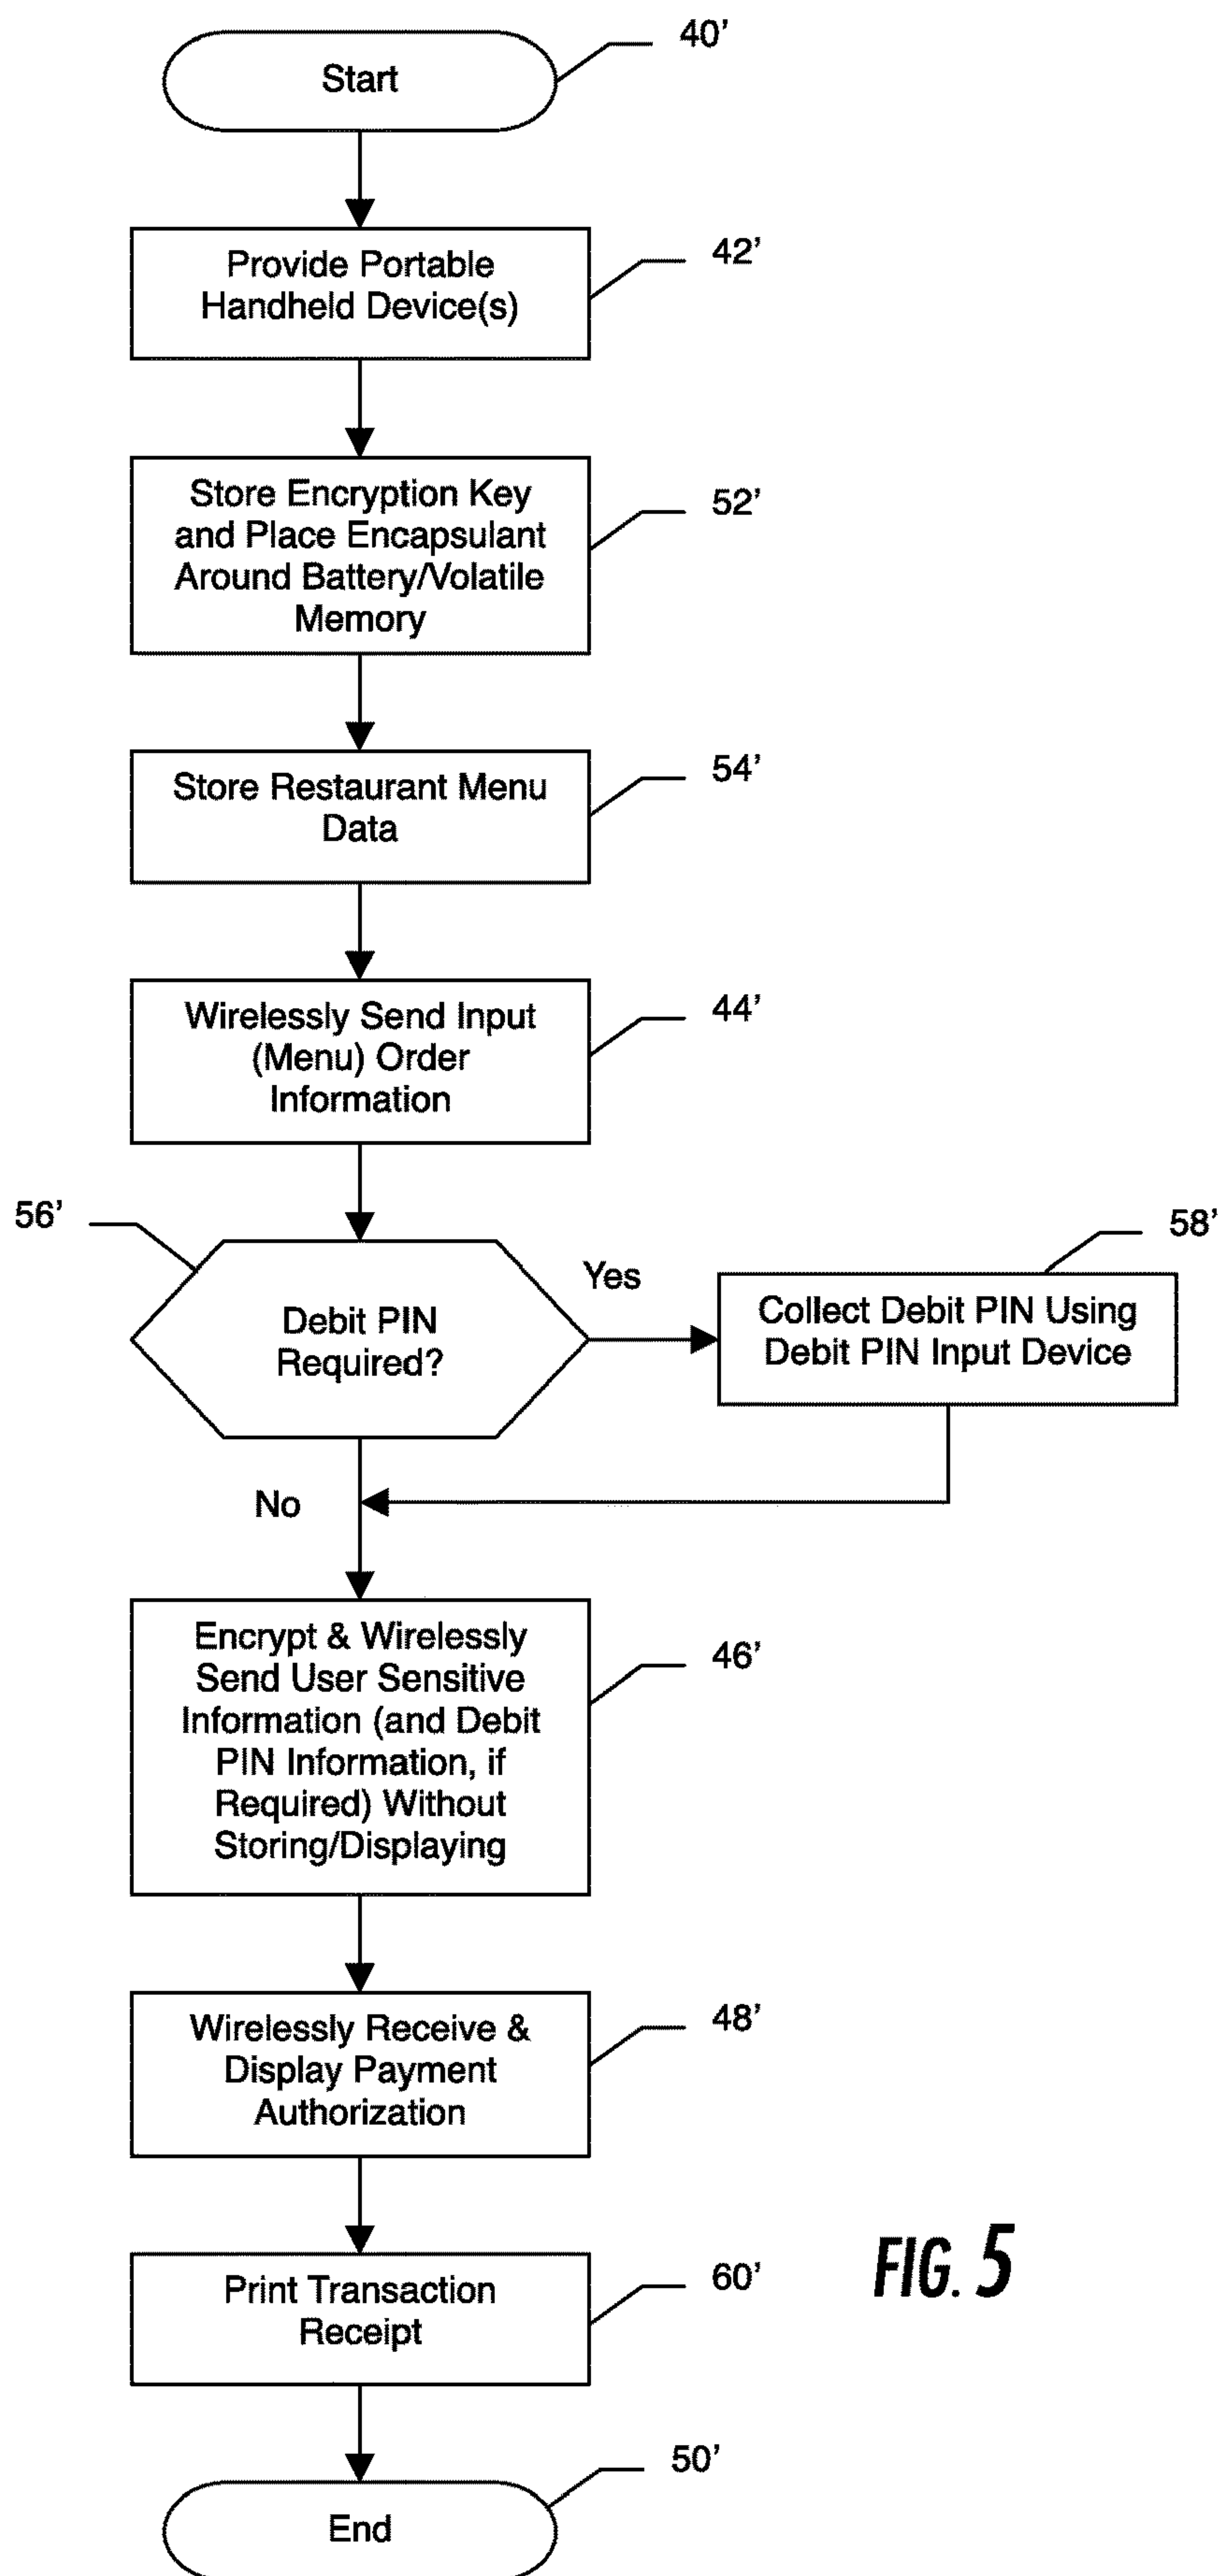 40’
Start
42’
Provide Portable
Handheld Device(s)
52’
Store Encryption Key
and Place Encapsulant
Around Battery/Volatile
Memory
54’
Store Restaurant Menu
Data
44’
Wirelessly Send Input
(Menu) Order
Information
56’
Debit PIN
Required?
Yes
58’
Collect Debit PIN Using
Debit PIN Input Device
No
46’
Encrypt & Wirelessly
Send User Sensitive
Information (and Debit
PIN Information, if
Required) Without
Storing/Displaying
48’
Wirelessly Receive &
Display Payment
Authorization
60’
Print Transaction
Receipt
FIG. 5
50’
End